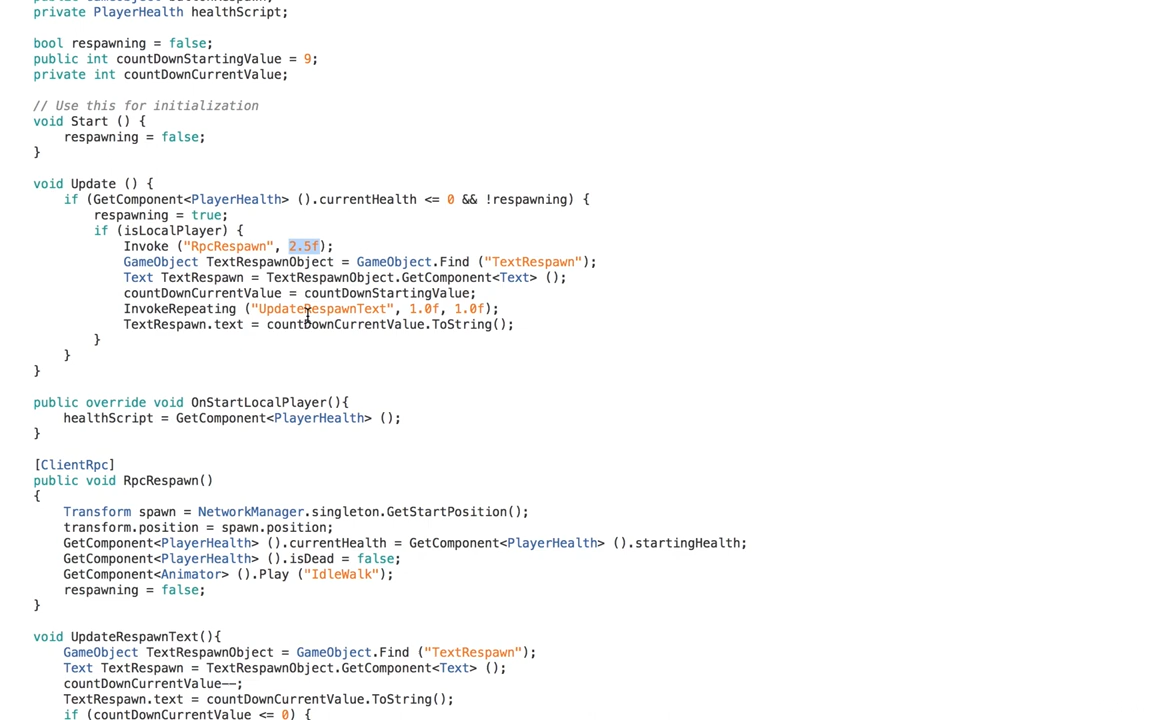 private PlayerHealth healthScript;
bool respawning = false;
public int countDownStartingValue = 9;
private int countDownCurrentValue;
// Use this for initialization
void Start () {
respawning = false;
}
void Update () {
if (GetComponent<PlayerHealth> ().currentHealth <= 0 && !respawning) {
respawning = true;
if (isLocalPlayer) {
Invoke ("RpcRespawn", 2.5f);
GameObject TextRespawnObject = GameObject.Find ("TextRespawn");
Text TextRespawn = TextRespawnObject.GetComponent<Text> ();
countDownCurrentValue = countDownStartingValue;
InvokeRepeating ("UpdateRespawnText", 1.0f, 1.0f);
TextRespawn.text = countDownCurrentValue.ToString();
}
}
}
public override void OnStartLocalPlayer(){
healthScript = GetComponent<PlayerHealth> ();
}
[ClientRpc]
public void RpcRespawn()
{
Transform spawn = NetworkManager.singleton.GetStartPosition();
transform.position = spawn.position;
GetComponent<PlayerHealth> ().currentHealth = GetComponent<PlayerHealth> ().startingHealth;
GetComponent<PlayerHealth> ().isDead = false;
GetComponent<Animator> ().Play ("IdleWalk");
respawning = false;
}
void UpdateRespawnText(){
GameObject TextRespawnObject = GameObject.Find ("TextRespawn");
Text TextRespawn = TextRespawnObject.GetComponent<Text> ();
countDownCurrentValue--;
TextRespawn.text = countDownCurrentValue.ToString();
if (countDownCurrentValue <= 0) {